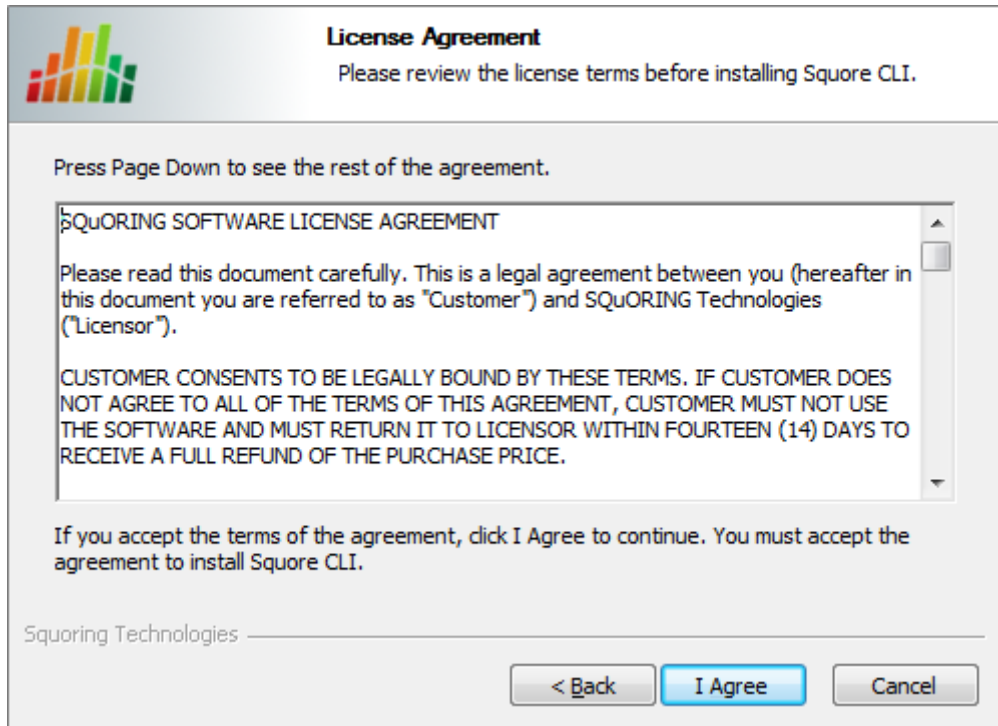 License Agreement
Please review the license terms before installing Squore CLI.
Press Page Down to see the rest of the agreement.
SQuORING SOFTWARE LICENSE AGREEMENT
Please read this document carefully. This is a legal agreement between you (hereafter in
this document you are referred to as "Customer") and SQuORING Technologies
("Licensor").
CUSTOMER CONSENTS TO BE LEGALLY BOUND BY THESE TERMS. IF CUSTOMER DOES
NOT AGREE TO ALL OF THE TERMS OF THIS AGREEMENT, CUSTOMER MUST NOT USE
THE SOFTWARE AND MUST RETURN IT TO LICENSOR WITHIN FOURTEEN (14) DAYS TO
RECEIVE A FULL REFUND OF THE PURCHASE PRICE.
If you accept the terms of the agreement, click I Agree to continue. You must accept the
agreement to install Squore CLI.
Squoring Technologies
< Back
I Agree
Cancel